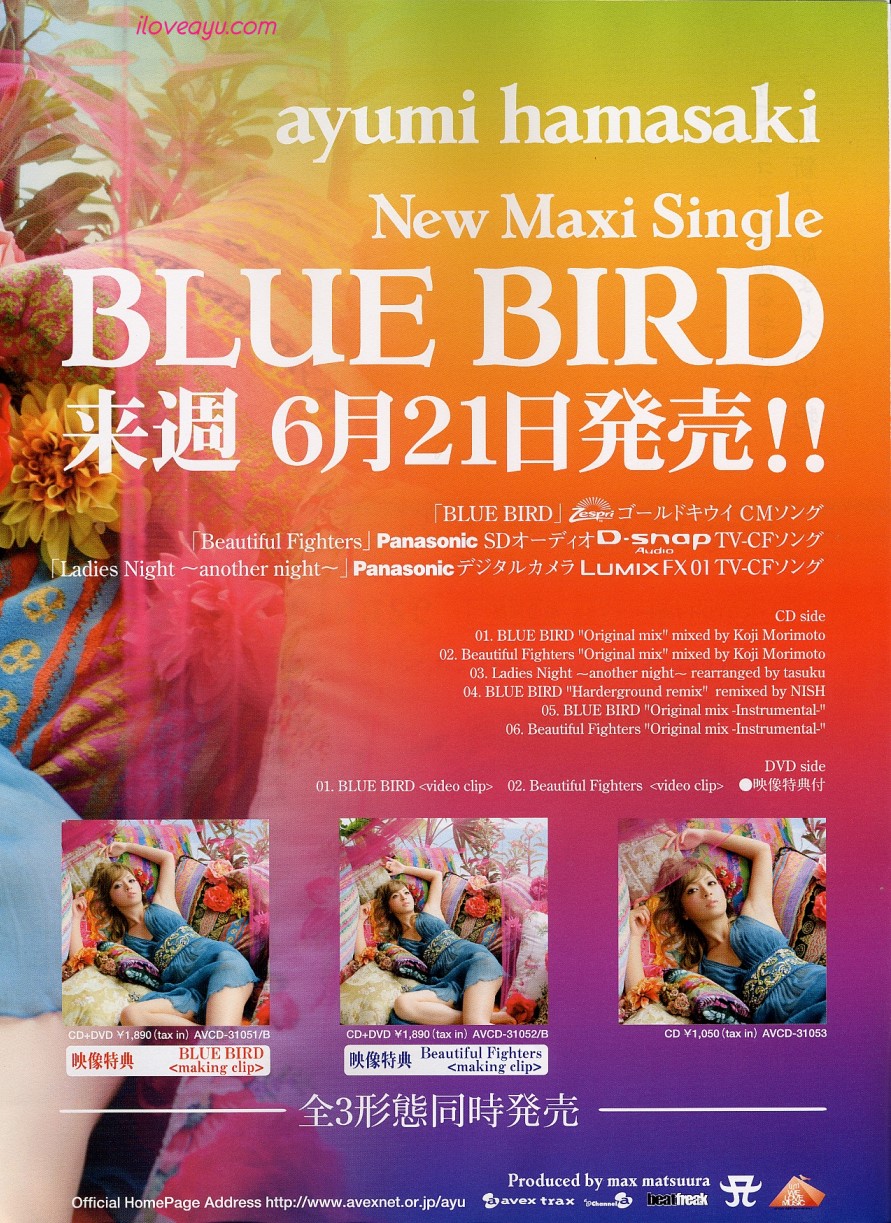 iloveayu.com
ayumi hamasaki
New Maxi Single
BLUE BIRD
来週 6月21日発売!!
「BLUE BIRD」Zespri ゴールドキウイ CMソング
「Beautiful Fighters」Panasonic SDオーディオ D-snap Audio TV-CFソング
「Ladies Night 〜another night〜」Panasonic デジタルカメラ LUMIX FX01 TV-CFソング
CD side
01. BLUE BIRD "Original mix" mixed by Koji Morimoto
02. Beautiful Fighters "Original mix" mixed by Koji Morimoto
03. Ladies Night 〜another night〜 rearranged by tasuku
04. BLUE BIRD "Harderground remix" remixed by NISH
05. BLUE BIRD "Original mix -Instrumental-"
06. Beautiful Fighters "Original mix -Instrumental-"
DVD side
01. BLUE BIRD <video clip> 02. Beautiful Fighters <video clip> ●映像特典付
CD+DVD ¥1,890(tax in) AVCD-31051/B
映像特典 BLUE BIRD
<making clip>
CD+DVD ¥1,890(tax in) AVCD-31052/B
映像特典 Beautiful Fighters
<making clip>
CD ¥1,050(tax in) AVCD-31053
全3形態同時発売
Produced by max matsuura
Official HomePage Address http://www.avexnet.or.jp/ayu avex trax @Channel a beatfreak